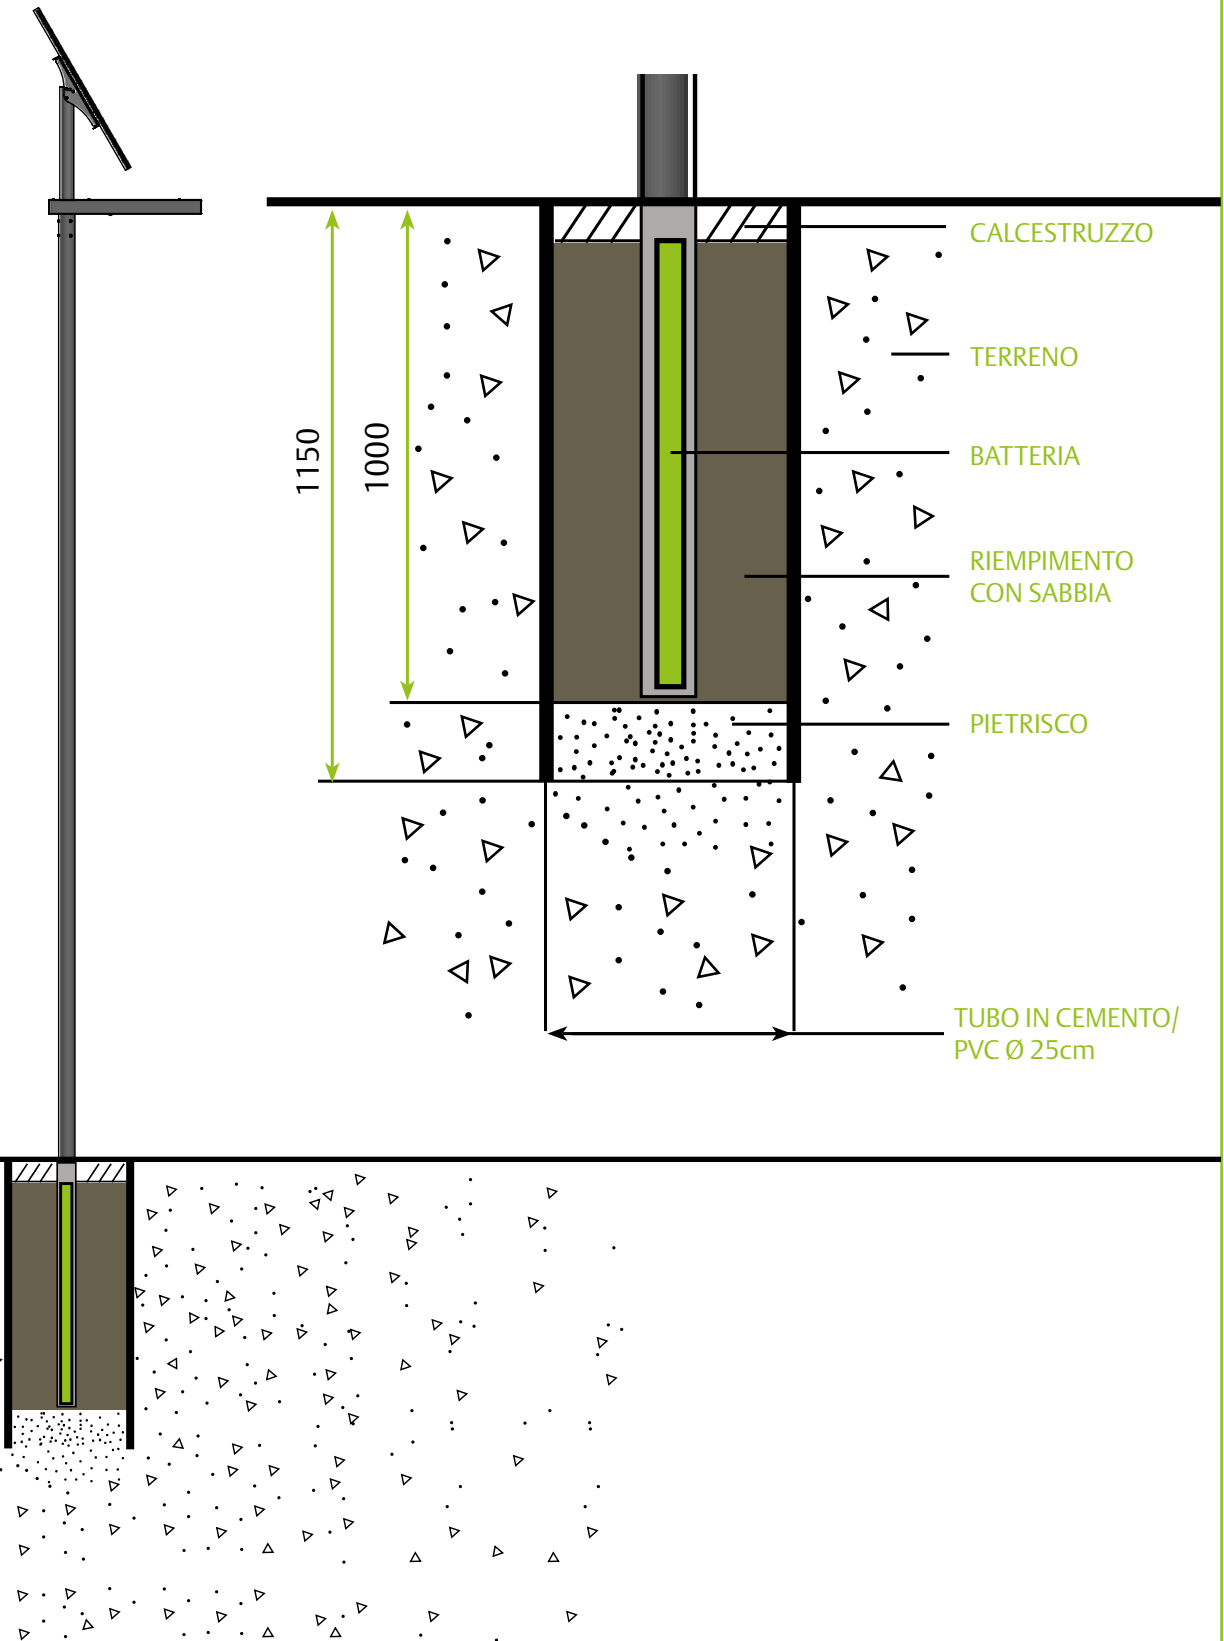 CALCESTRUZZO
TERRENO
1150
1000
BATTERIA
RIEMPIMENTO
CON SABBIA
PIETRISCO
TUBO IN CEMENTO/
PVC Ø 25cm